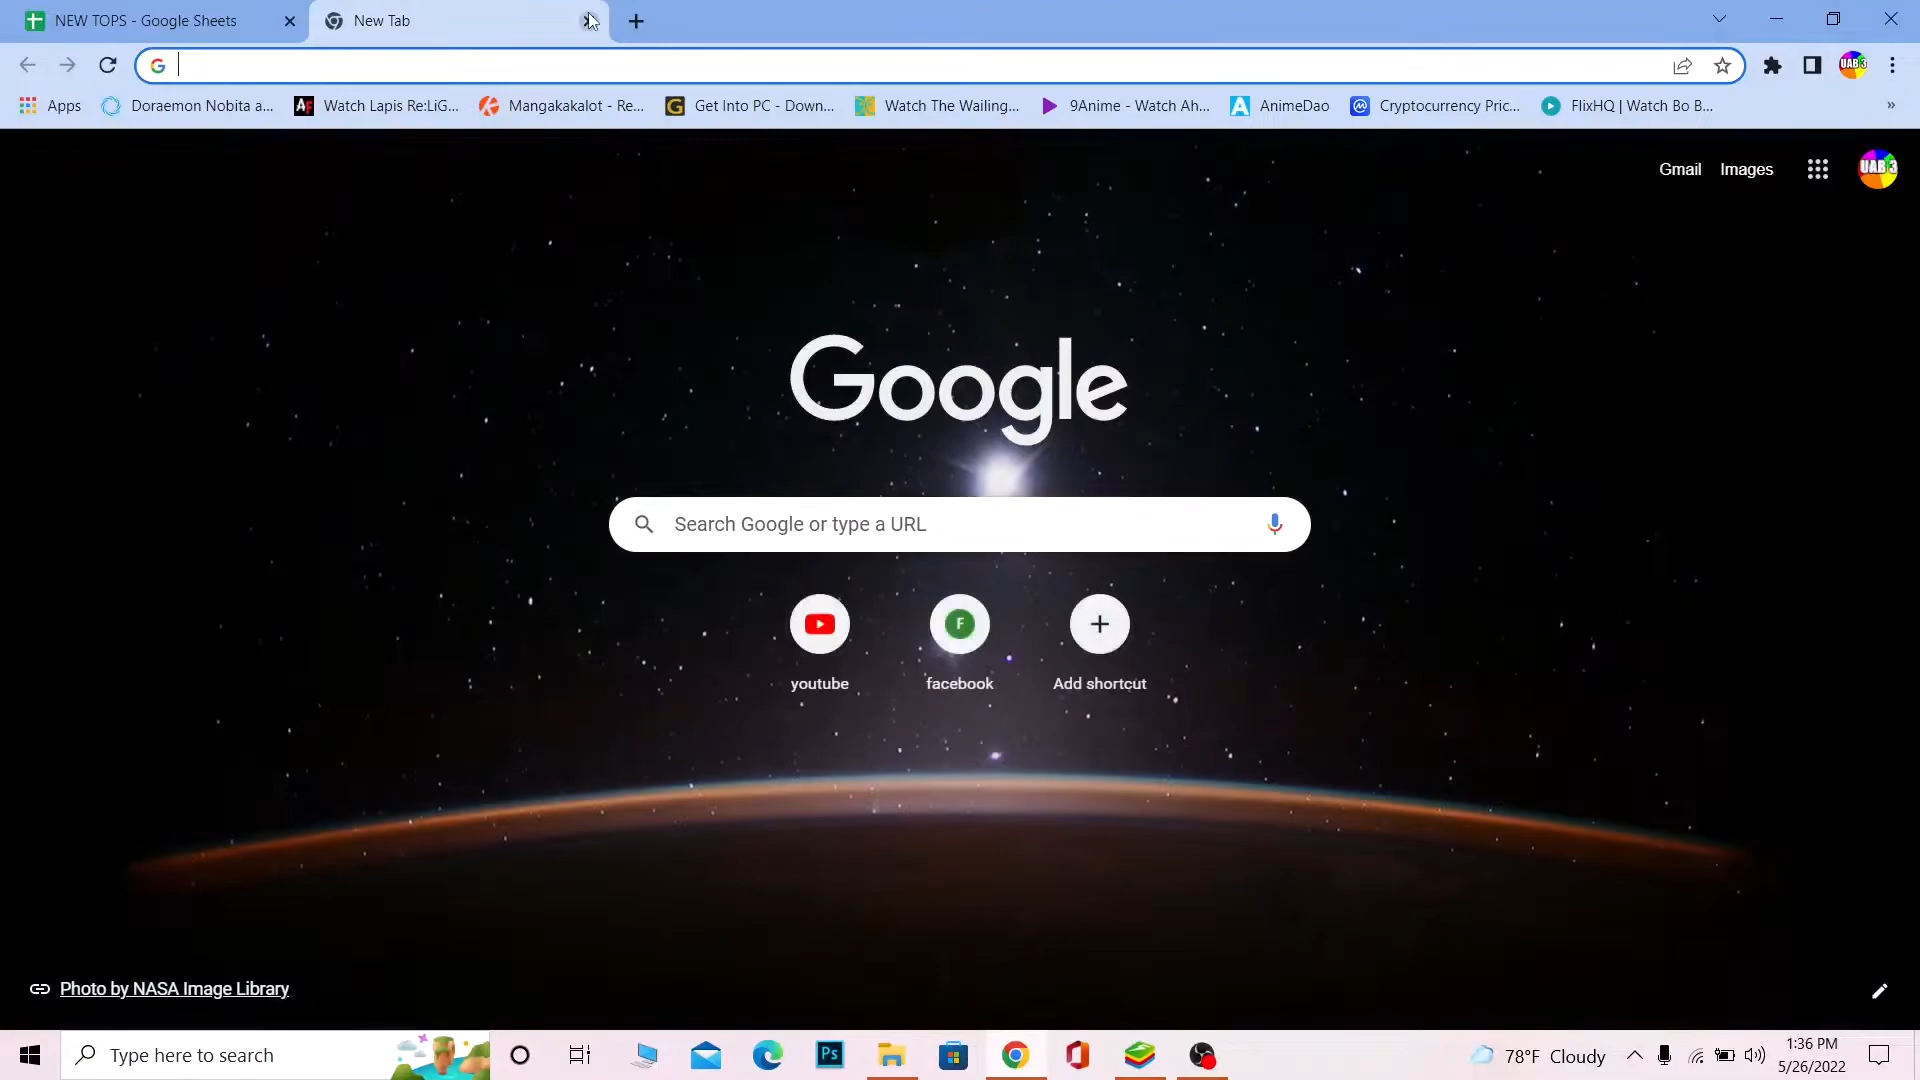 NEW TOPS - Google Sheets
New Tab
Apps
Doraemon Nobita a...
Watch Lapis Re:LiG...
Mangakakalot - Re...
Get Into PC - Down...
Watch The Wailing...
9Anime - Watch Ah...
AnimeDao
Cryptocurrency Pric...
FlixHQ | Watch Bo B...
»
Gmail
Images
UAB 3
Google
Search Google or type a URL
F
youtube
facebook
Add shortcut
Photo by NASA Image Library
Type here to search
Ps
78°F Cloudy
1:36 PM
5/26/2022